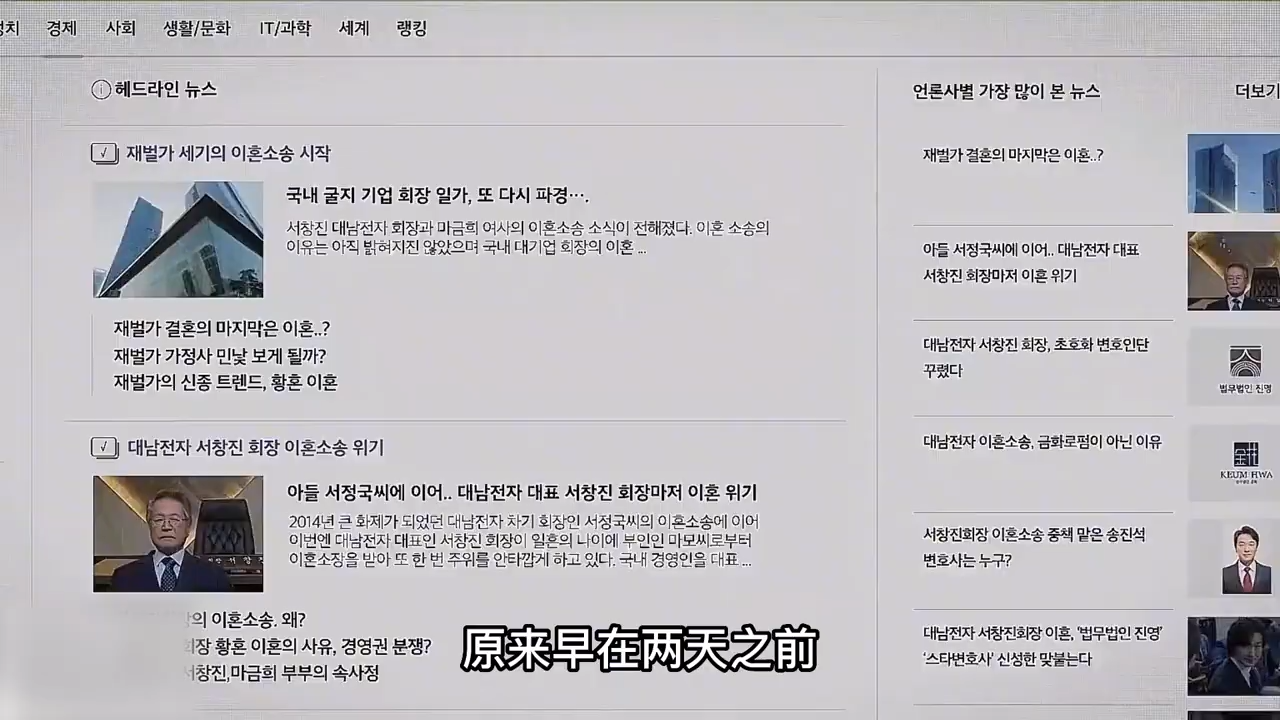 경제 사회 생활/문화 IT/과학 세계 랭킹
헤드라인 뉴스
재벌가 세기의 이혼소송 시작
국내 굴지 기업 회장 일가, 또 다시 파경….
서창진 대남전자 회장과 마금희 여사의 이혼소송 소식이 전해졌다. 이혼 소송의
이유는 아직 밝혀지진 않았으며 국내 대기업 회장의 이혼 ...
재벌가 결혼의 마지막은 이혼..?
재벌가 가정사 민낯 보게 될까?
재벌가의 신종 트렌드, 황혼 이혼
대남전자 서창진 회장 이혼소송 위기
아들 서정국씨에 이어.. 대남전자 대표 서창진 회장마저 이혼 위기
2014년 큰 화제가 되었던 대남전자 차기 회장인 서정국씨의 이혼소송에 이어
이번엔 대남전자 대표인 서창진 회장이 일흔의 나이에 부인인 마모씨로부터
이혼소장을 받아 또 한 번 주위를 안타깝게 하고 있다. 국내 경영인을 대표 ...
이혼소송. 왜?
황혼 이혼의 사유, 경영권 분쟁?
서창진,마금희 부부의 속사정
언론사별 가장 많이 본 뉴스
더보기
재벌가 결혼의 마지막은 이혼..?
아들 서정국씨에 이어.. 대남전자 대표
서창진 회장마저 이혼 위기
대남전자 서창진 회장, 초호화 변호인단
꾸렸다
법무법인 진명
대남전자 이혼소송, 금화로펌이 아닌 이유
金花
KEUM HWA
서창진회장 이혼소송 중책 맡은 송진석
변호사는 누구?
대남전자 서창진회장 이혼, '법무법인 진명'
'스타변호사' 신성한 맞붙는다
原来早在两天之前